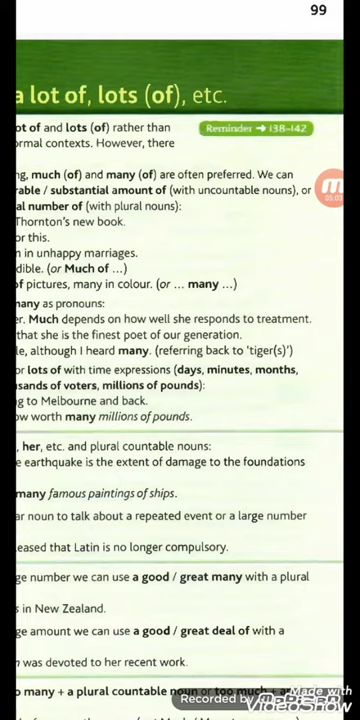 99
a lot of, lots (of), etc.
ot of and lots (of) rather than
Reminder → 138–142
ormal contexts. However, there
ng, much (of) and many (of) are often preferred. We can
rable / substantial amount of (with uncountable nouns), or
al number of (with plural nouns):
Thornton's new book.
or this.
n in unhappy marriages.
dible. (or Much of ...)
of pictures, many in colour. (or ... many ...)
many as pronouns:
er. Much depends on how well she responds to treatment.
that she is the finest poet of our generation.
le, although I heard many. (referring back to 'tiger(s)')
or lots of with time expressions (days, minutes, months,
usands of voters, millions of pounds):
g to Melbourne and back.
ow worth many millions of pounds.
, her, etc. and plural countable nouns:
e earthquake is the extent of damage to the foundations
many famous paintings of ships.
ar noun to talk about a repeated event or a large number
leased that Latin is no longer compulsory.
ge number we can use a good / great many with a plural
s in New Zealand.
ge amount we can use a good / great deal of with a
n was devoted to her recent work.
o many + a plural countable noun or too much +
Recorded by
Made with
VideoShow